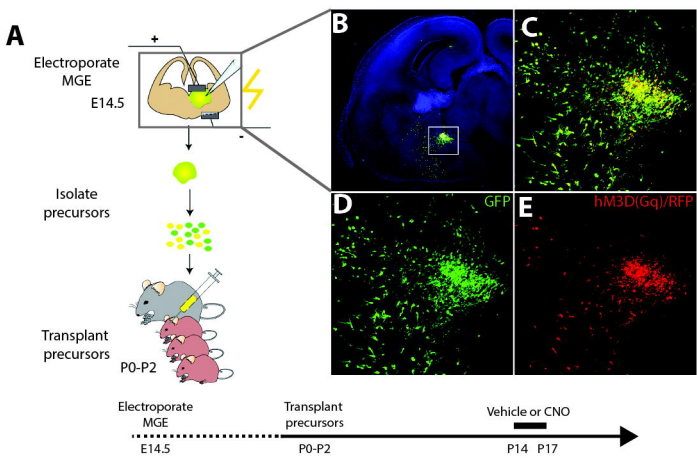 A
+
Electroporate
MGE
E14.5
-
Isolate
precursors
Transplant
precursors
P0-P2
B
C
D
GFP
E
hM3D(Gq)/RFP
Electroporate
MGE
E14.5
Transplant
precursors
P0-P2
Vehicle or CNO
P14 P17